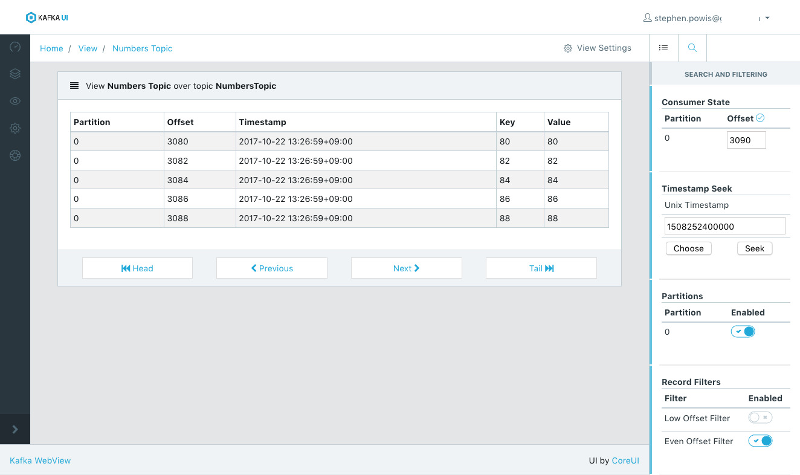 KAFKA UI
stephen.powis@
Home / View / Numbers Topic
View Settings
View Numbers Topic over topic NumbersTopic
Partition Offset Timestamp Key Value
0 3080 2017-10-22 13:26:59+09:00 80 80
0 3082 2017-10-22 13:26:59+09:00 82 82
0 3084 2017-10-22 13:26:59+09:00 84 84
0 3086 2017-10-22 13:26:59+09:00 86 86
0 3088 2017-10-22 13:26:59+09:00 88 88
Head Previous Next Tail
SEARCH AND FILTERING
Consumer State
Partition Offset
0 3090
Timestamp Seek
Unix Timestamp
1508252400000
Choose Seek
Partitions
Partition Enabled
0
Record Filters
Filter Enabled
Low Offset Filter
Even Offset Filter
Kafka WebView
UI by CoreUI